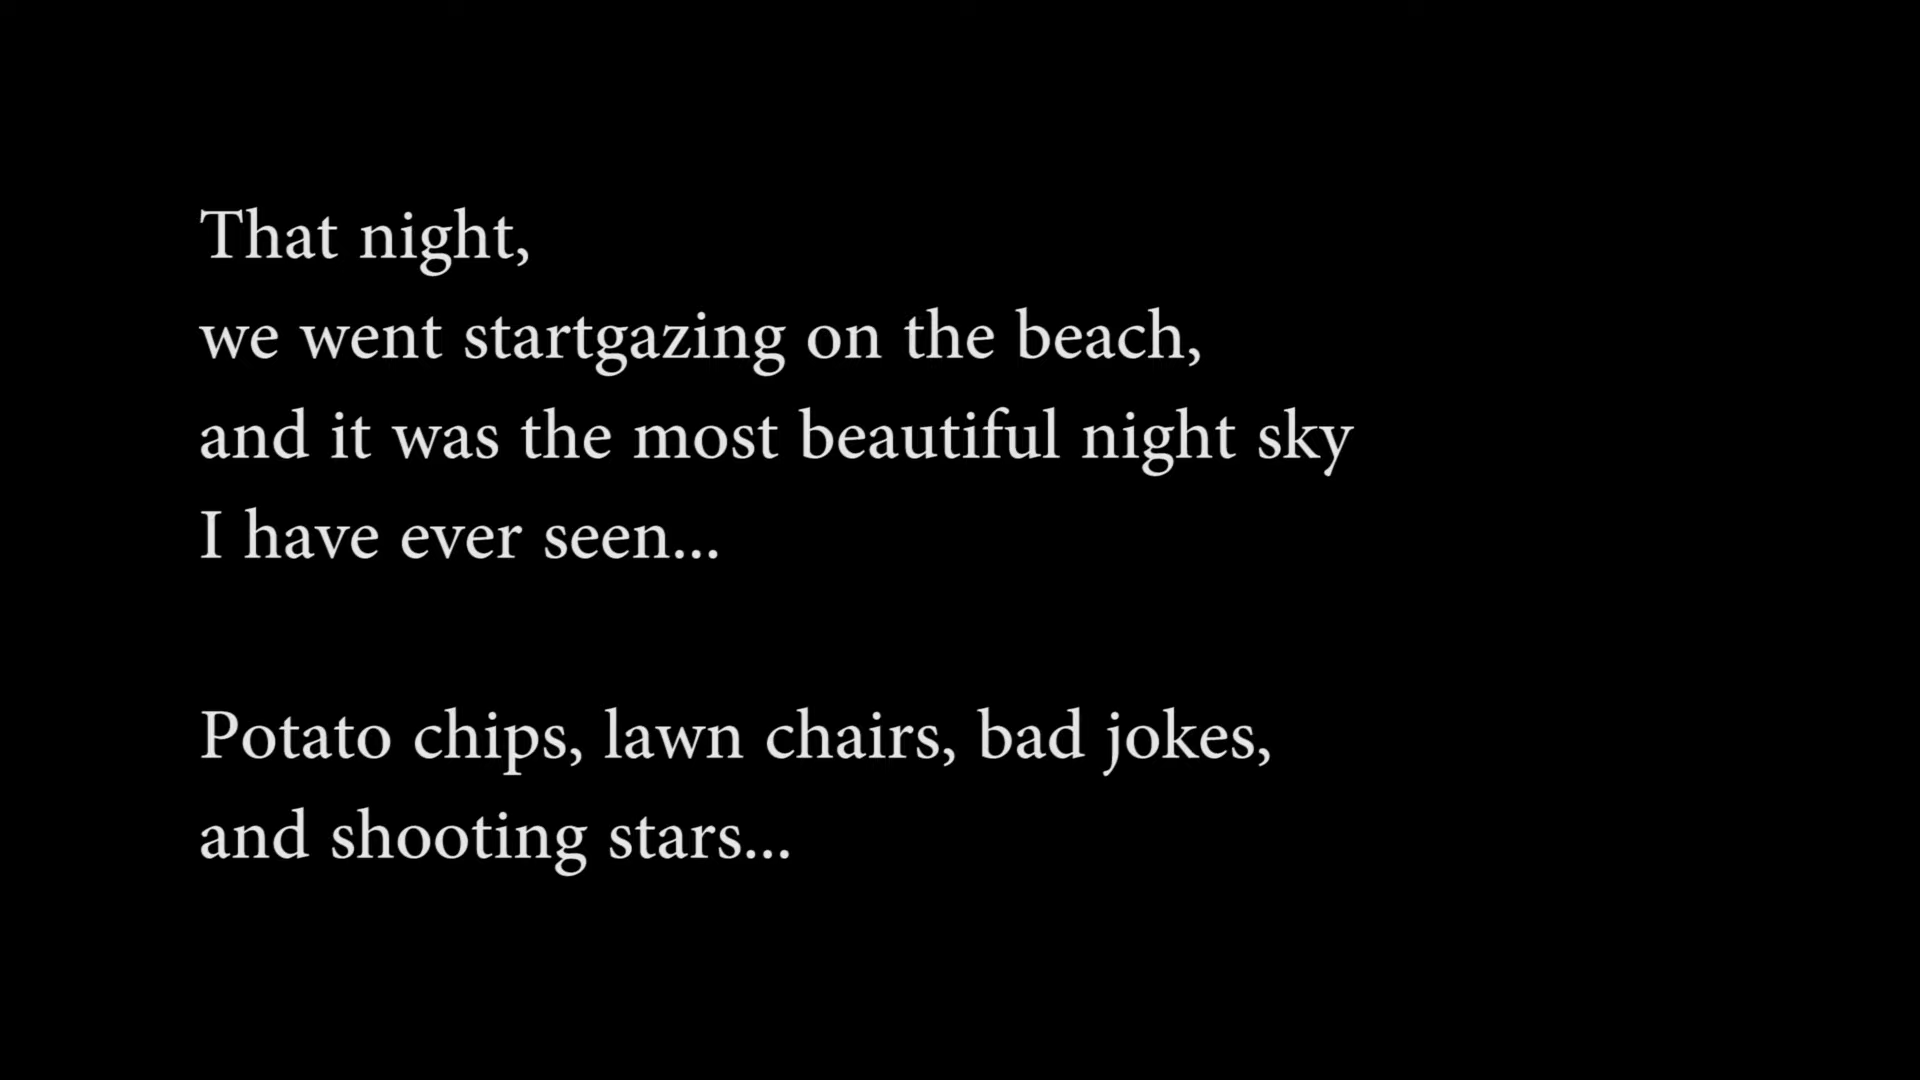 That night,
we went startgazing on the beach,
and it was the most beautiful night sky
I have ever seen...
Potato chips, lawn chairs, bad jokes,
and shooting stars...